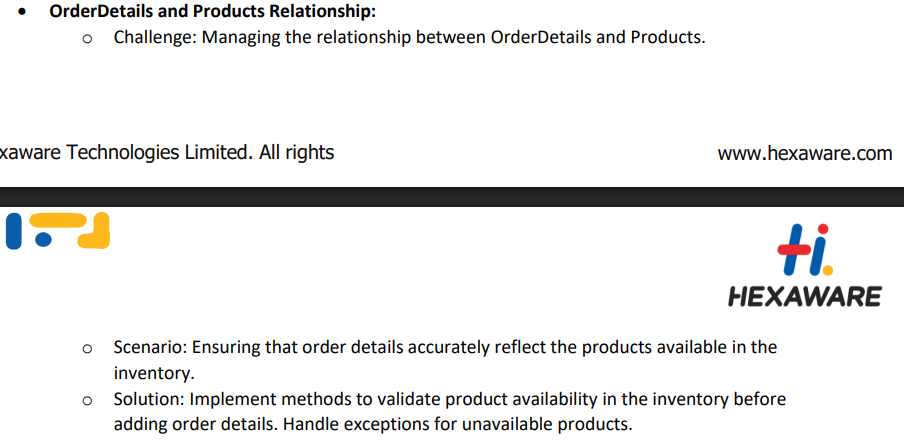 • OrderDetails and Products Relationship:
o Challenge: Managing the relationship between OrderDetails and Products.
xaware Technologies Limited. All rights
www.hexaware.com
HEXAWARE
o Scenario: Ensuring that order details accurately reflect the products available in the
inventory.
o Solution: Implement methods to validate product availability in the inventory before
adding order details. Handle exceptions for unavailable products.